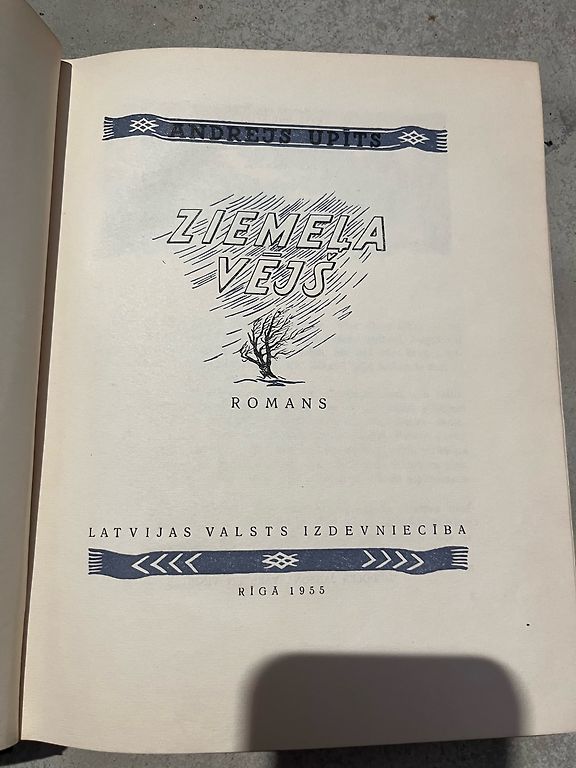 ANDREJS UPĪTS
ZIEMEĻA
VĒJŠ
ROMANS
LATVIJAS VALSTS IZDEVNIECĪBA
RĪGĀ 1955